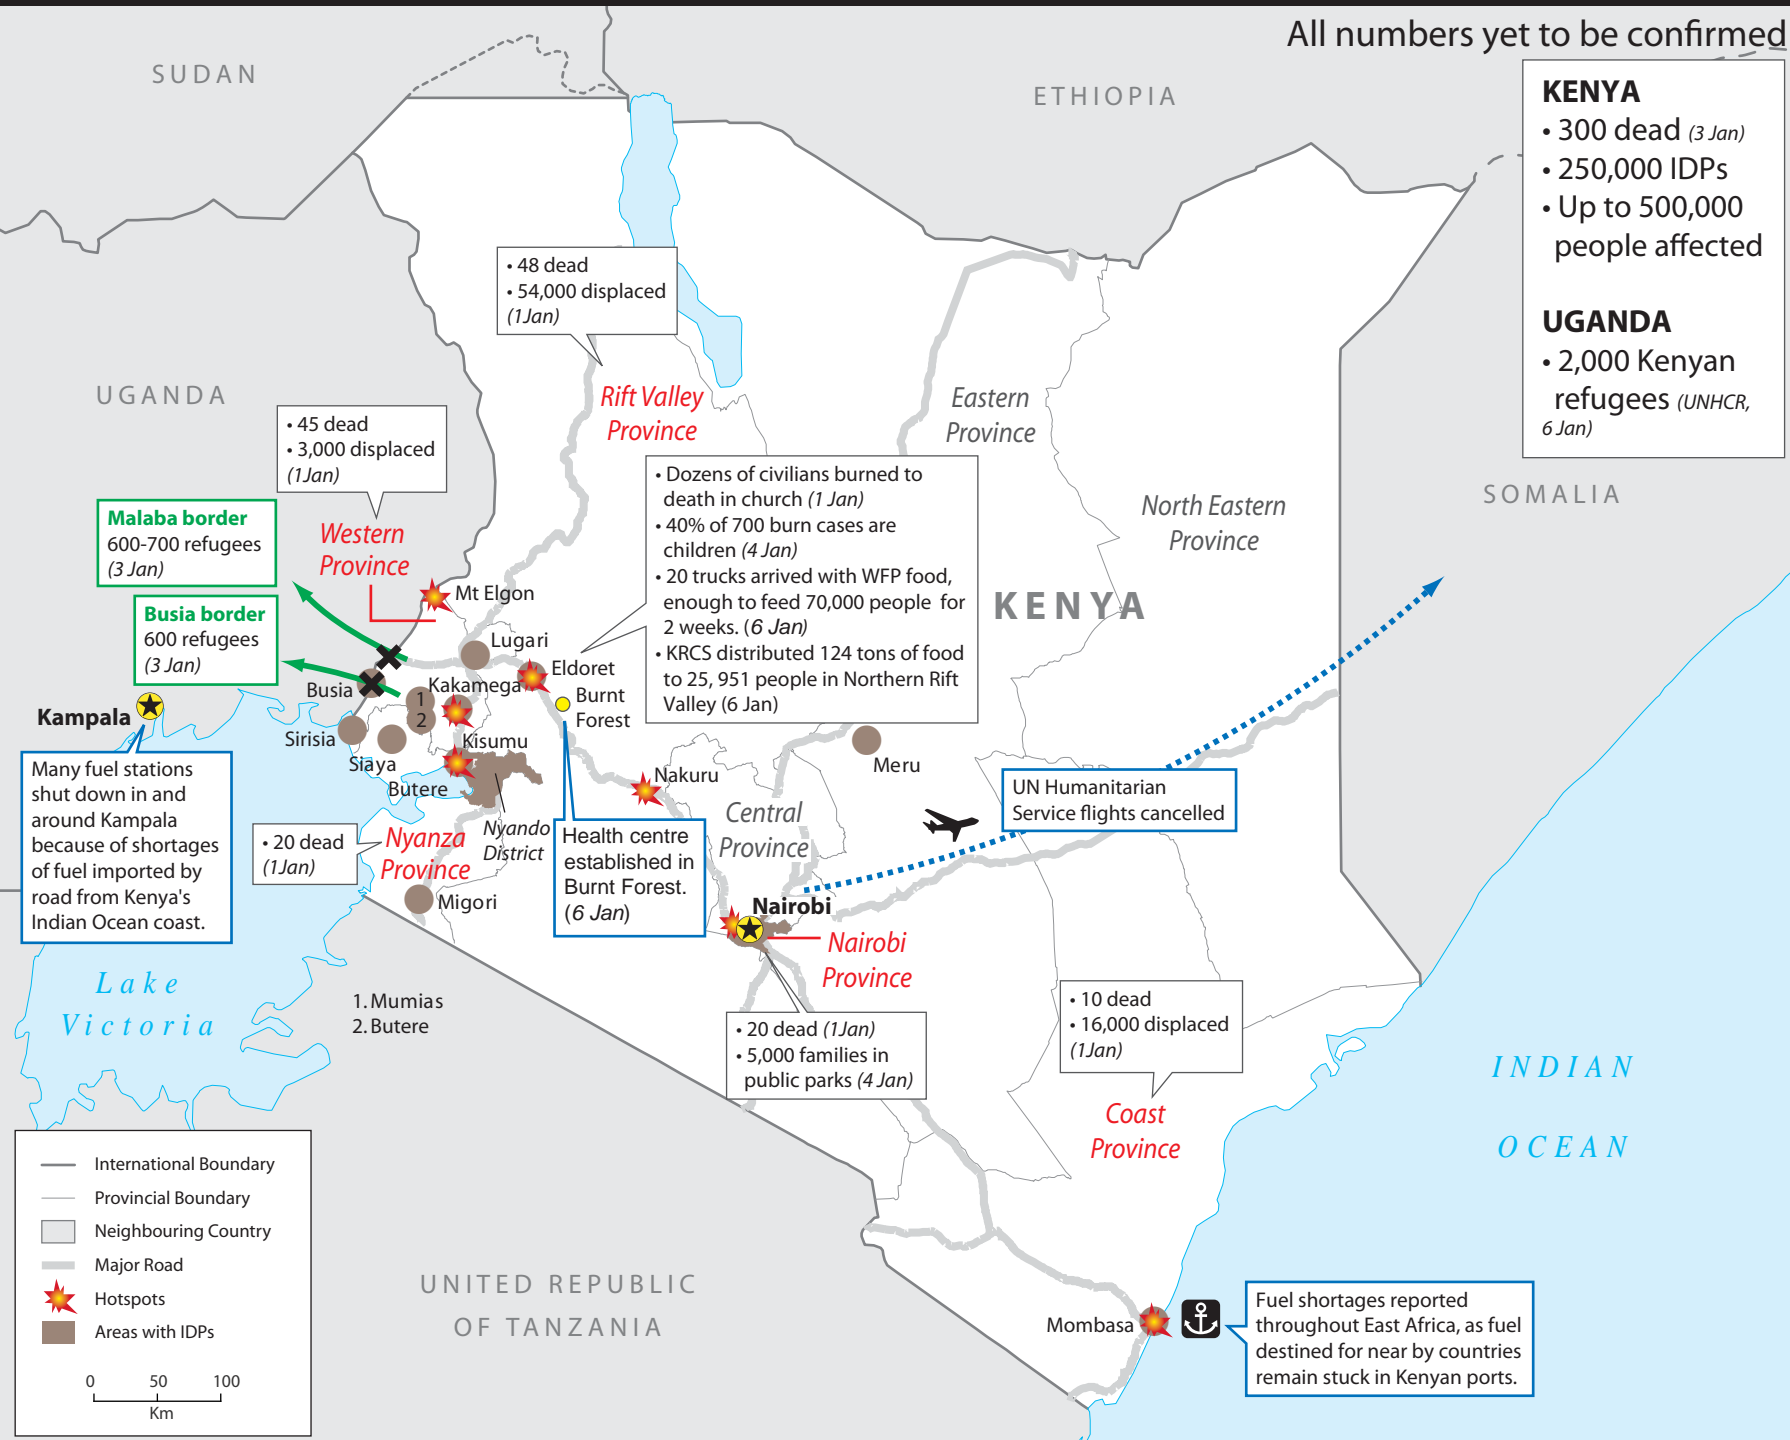 All numbers yet to be confirmed
KENYA
• 300 dead (3 Jan)
• 250,000 IDPs
• Up to 500,000
people affected
UGANDA
• 2,000 Kenyan
refugees (UNHCR,
6 Jan)
SUDAN
ETHIOPIA
UGANDA
SOMALIA
• 48 dead
• 54,000 displaced
(1Jan)
Rift Valley
Province
Eastern
Province
North Eastern
Province
KENYA
• 45 dead
• 3,000 displaced
(1Jan)
Western
Province
Malaba border
600-700 refugees
(3 Jan)
Busia border
600 refugees
(3 Jan)
• Dozens of civilians burned to
death in church (1 Jan)
• 40% of 700 burn cases are
children (4 Jan)
• 20 trucks arrived with WFP food,
enough to feed 70,000 people for
2 weeks. (6 Jan)
• KRCS distributed 124 tons of food
to 25, 951 people in Northern Rift
Valley (6 Jan)
Mt Elgon
Lugari
Eldoret
Burnt
Forest
Busia
Kakamega
1
2
Kampala
Sirisia
Siaya
Kisumu
Butere
Nakuru
Meru
Many fuel stations
shut down in and
around Kampala
because of shortages
of fuel imported by
road from Kenya's
Indian Ocean coast.
• 20 dead
(1Jan)
Nyanza
Province
Nyando
District
Migori
Health centre
established in
Burnt Forest.
(6 Jan)
Central
Province
UN Humanitarian
Service flights cancelled
Nairobi
Nairobi
Province
Lake
Victoria
1. Mumias
2. Butere
• 20 dead (1Jan)
• 5,000 families in
public parks (4 Jan)
• 10 dead
• 16,000 displaced
(1Jan)
Coast
Province
INDIAN
OCEAN
International Boundary
Provincial Boundary
Neighbouring Country
Major Road
Hotspots
Areas with IDPs
0 50 100
Km
UNITED REPUBLIC
OF TANZANIA
Mombasa
Fuel shortages reported
throughout East Africa, as fuel
destined for near by countries
remain stuck in Kenyan ports.